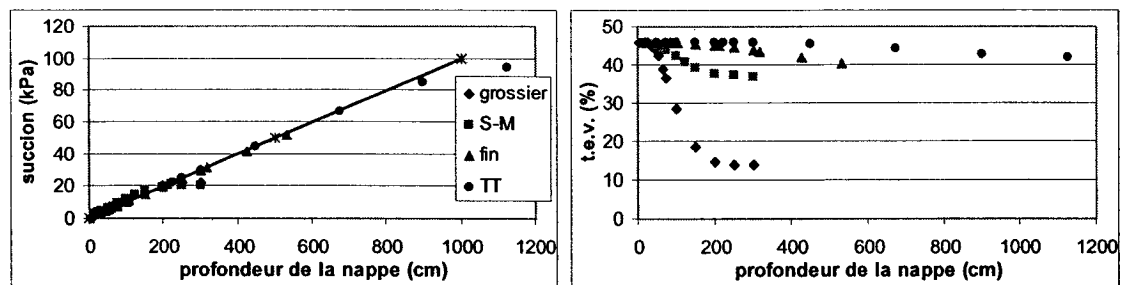 succion (kPa)
120
100
80
60
40
20
0
0 200 400 600 800 1000 1200
profondeur de la nappe (cm)
grossier
S-M
fin
TT
t.e.v. (%)
50
40
30
20
10
0
0 200 400 600 800 1000 1200
profondeur de la nappe (cm)